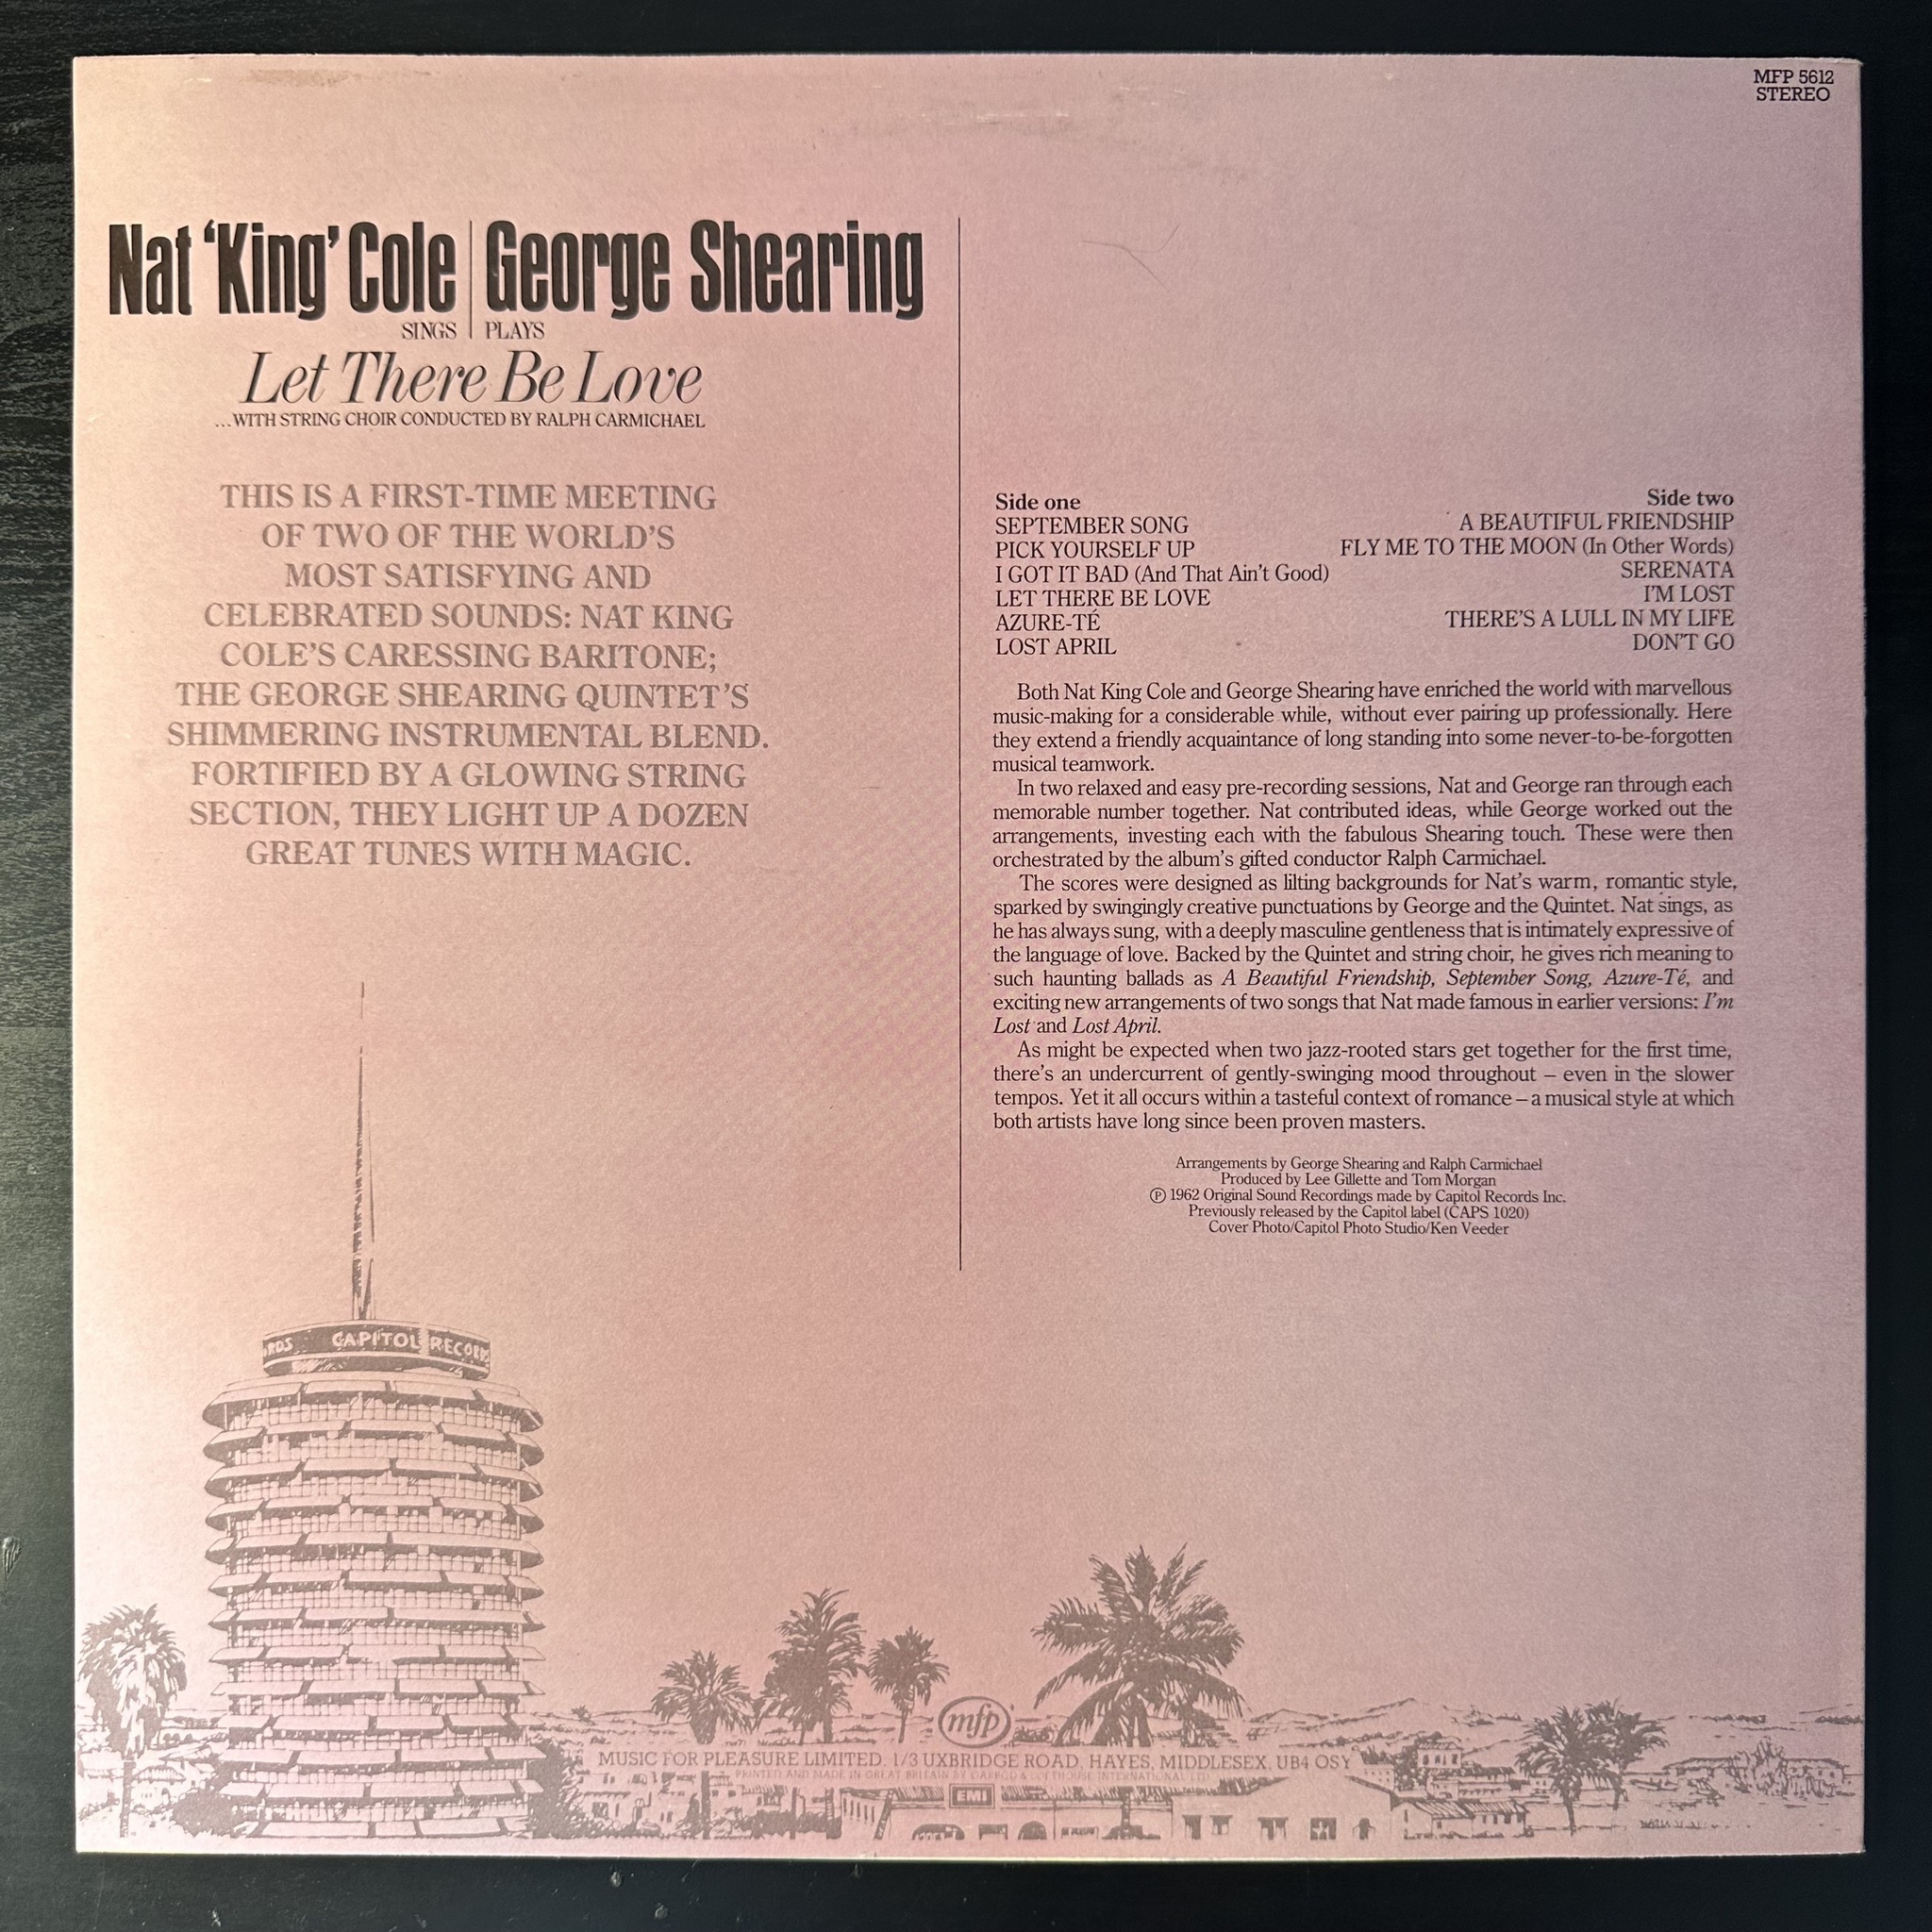 MFP 5612
STEREO
Nat ‘King’ Cole George Shearing
SINGS PLAYS
Let There Be Love
...WITH STRING CHOIR CONDUCTED BY RALPH CARMICHAEL
THIS IS A FIRST-TIME MEETING
OF TWO OF THE WORLD’S
MOST SATISFYING AND
CELEBRATED SOUNDS: NAT KING
COLE’S CARESSING BARITONE;
THE GEORGE SHEARING QUINTET’S
SHIMMERING INSTRUMENTAL BLEND.
FORTIFIED BY A GLOWING STRING
SECTION, THEY LIGHT UP A DOZEN
GREAT TUNES WITH MAGIC.
Side one
SEPTEMBER SONG
PICK YOURSELF UP
I GOT IT BAD (And That Ain’t Good)
LET THERE BE LOVE
AZURE-TÉ
LOST APRIL
Side two
A BEAUTIFUL FRIENDSHIP
FLY ME TO THE MOON (In Other Words)
SERENATA
I’M LOST
THERE’S A LULL IN MY LIFE
DON’T GO
Both Nat King Cole and George Shearing have enriched the world with marvellous
music-making for a considerable while, without ever pairing up professionally. Here
they extend a friendly acquaintance of long standing into some never-to-be-forgotten
musical teamwork.
In two relaxed and easy pre-recording sessions, Nat and George ran through each
memorable number together. Nat contributed ideas, while George worked out the
arrangements, investing each with the fabulous Shearing touch. These were then
orchestrated by the album’s gifted conductor Ralph Carmichael.
The scores were designed as lilting backgrounds for Nat’s warm, romantic style,
sparked by swingingly creative punctuations by George and the Quintet. Nat sings, as
he has always sung, with a deeply masculine gentleness that is intimately expressive of
the language of love. Backed by the Quintet and string choir, he gives rich meaning to
such haunting ballads as A Beautiful Friendship, September Song, Azure-Té, and
exciting new arrangements of two songs that Nat made famous in earlier versions: I’m
Lost and Lost April.
As might be expected when two jazz-rooted stars get together for the first time,
there’s an undercurrent of gently-swinging mood throughout – even in the slower
tempos. Yet it all occurs within a tasteful context of romance – a musical style at which
both artists have long since been proven masters.
Arrangements by George Shearing and Ralph Carmichael
Produced by Lee Gillette and Tom Morgan
℗ 1962 Original Sound Recordings made by Capitol Records Inc.
Previously released by the Capitol label (CAPS 1020)
Cover Photo/Capitol Photo Studio/Ken Veeder
RDS CAPITOL RECORDS
mfp
MUSIC FOR PLEASURE LIMITED, 1/3 UXBRIDGE ROAD, HAYES, MIDDLESEX, UB4 OSY
PRINTED AND MADE IN GREAT BRITAIN BY
EMI